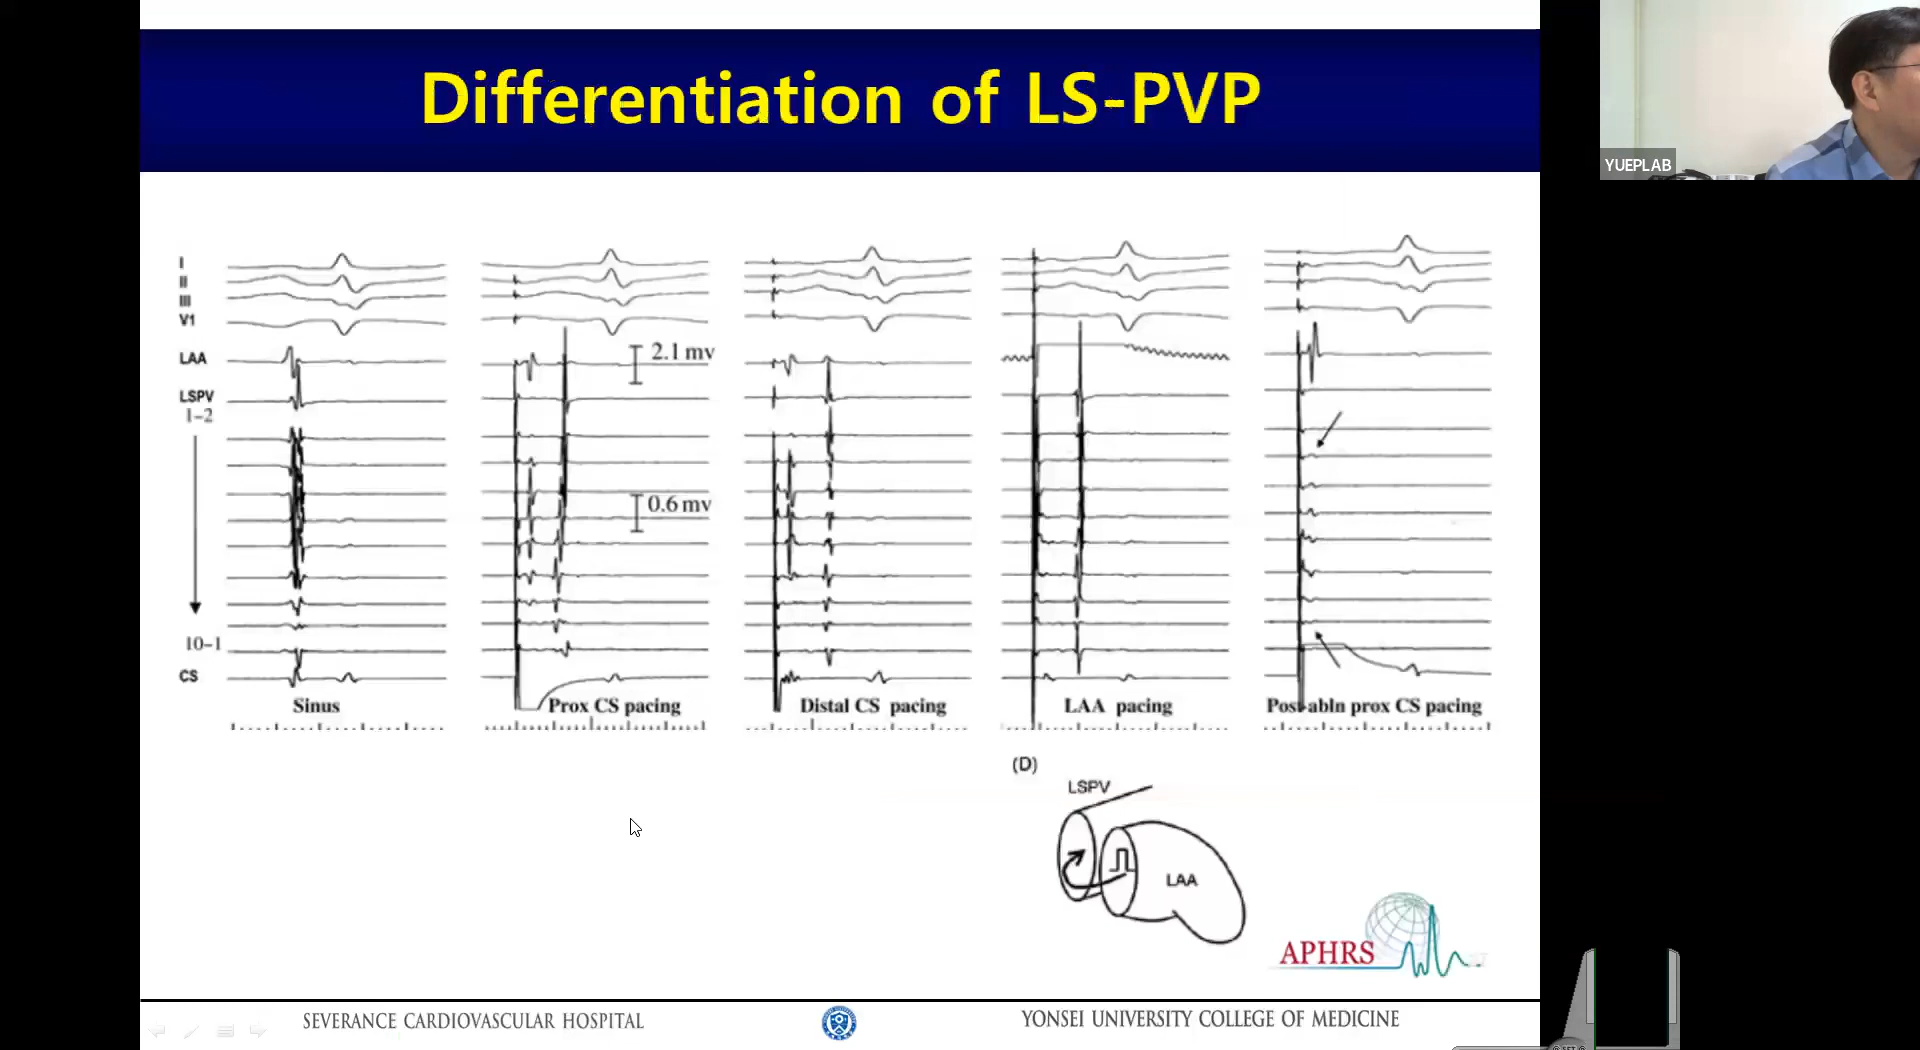 Differentiation of LS-PVP
YUEPLAB
I
II
III
V1
LAA
LSPV
1-2
10-1
CS
2.1 mv
0.6 mv
Sinus
Prox CS pacing
Distal CS pacing
LAA pacing
Post-abln prox CS pacing
(D)
LSPV
LAA
APHRS
SEVERANCE CARDIOVASCULAR HOSPITAL
YONSEI UNIVERSITY COLLEGE OF MEDICINE